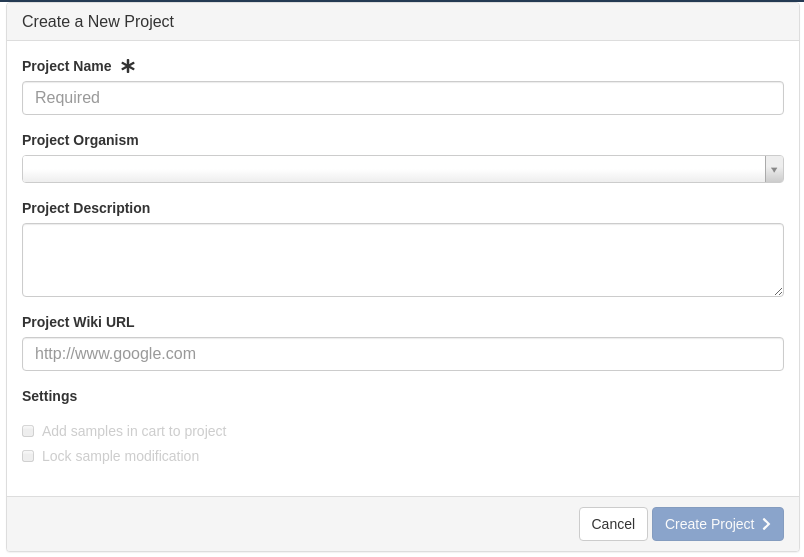 Create a New Project
Project Name *
Required
Project Organism
Project Description
Project Wiki URL
http://www.google.com
Settings
Add samples in cart to project
Lock sample modification
Cancel
Create Project